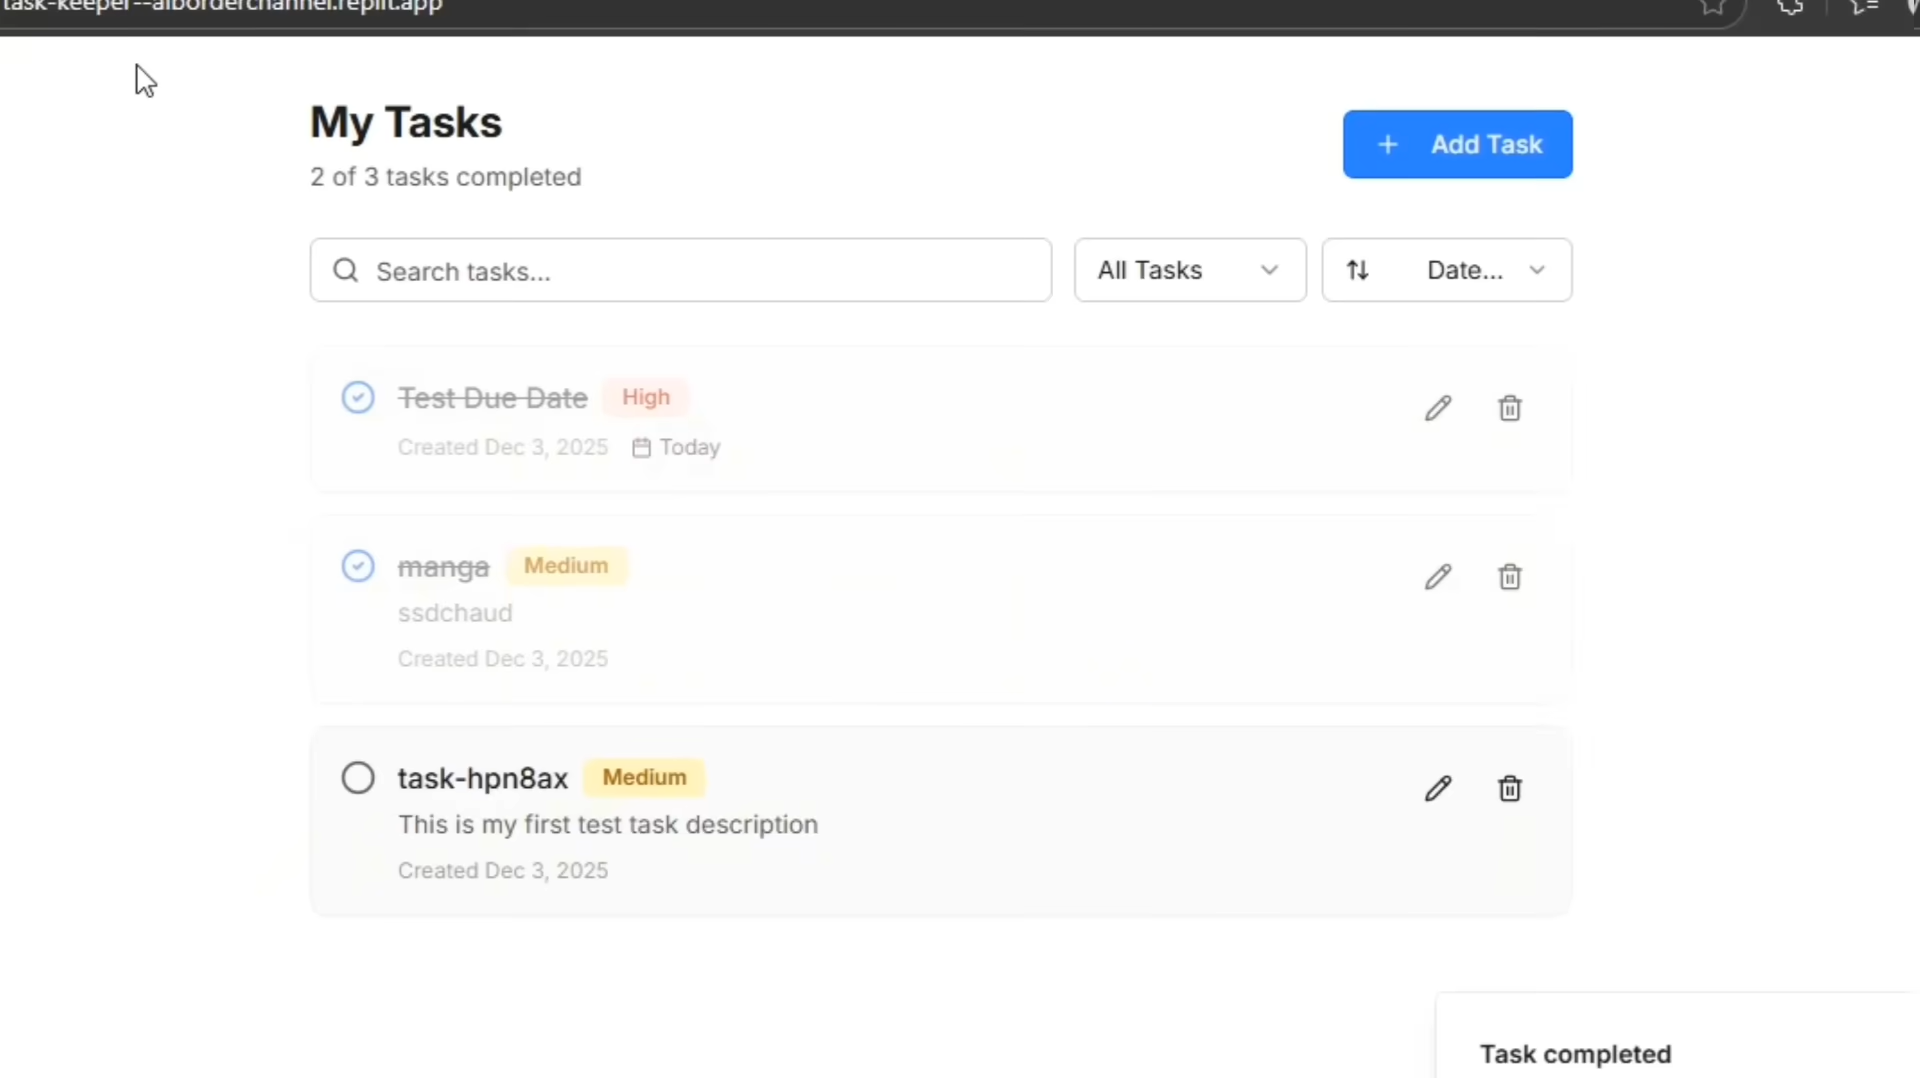 task-keeper--aiborderchannel.replit.app
My Tasks
2 of 3 tasks completed
+ Add Task
Search tasks...
All Tasks
Date...
Test Due Date High
Created Dec 3, 2025 Today
manga Medium
ssdchaud
Created Dec 3, 2025
task-hpn8ax Medium
This is my first test task description
Created Dec 3, 2025
Task completed